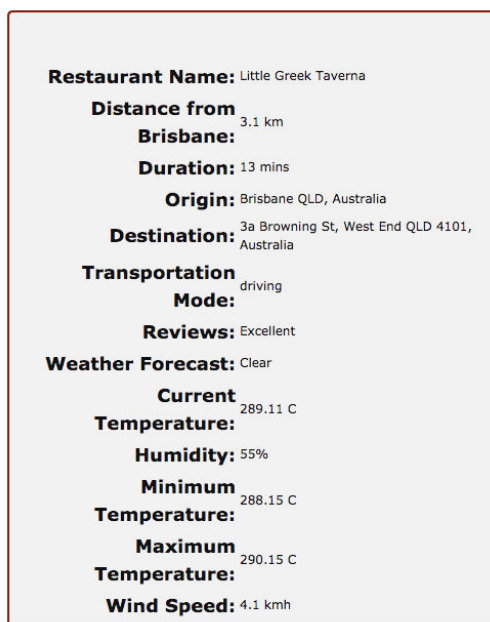 Restaurant Name: Little Greek Taverna
Distance from
Brisbane: 3.1 km
Duration: 13 mins
Origin: Brisbane QLD, Australia
Destination: 3a Browning St, West End QLD 4101,
Australia
Transportation
Mode: driving
Reviews: Excellent
Weather Forecast: Clear
Current
Temperature: 289.11 C
Humidity: 55%
Minimum
Temperature: 288.15 C
Maximum
Temperature: 290.15 C
Wind Speed: 4.1 kmh